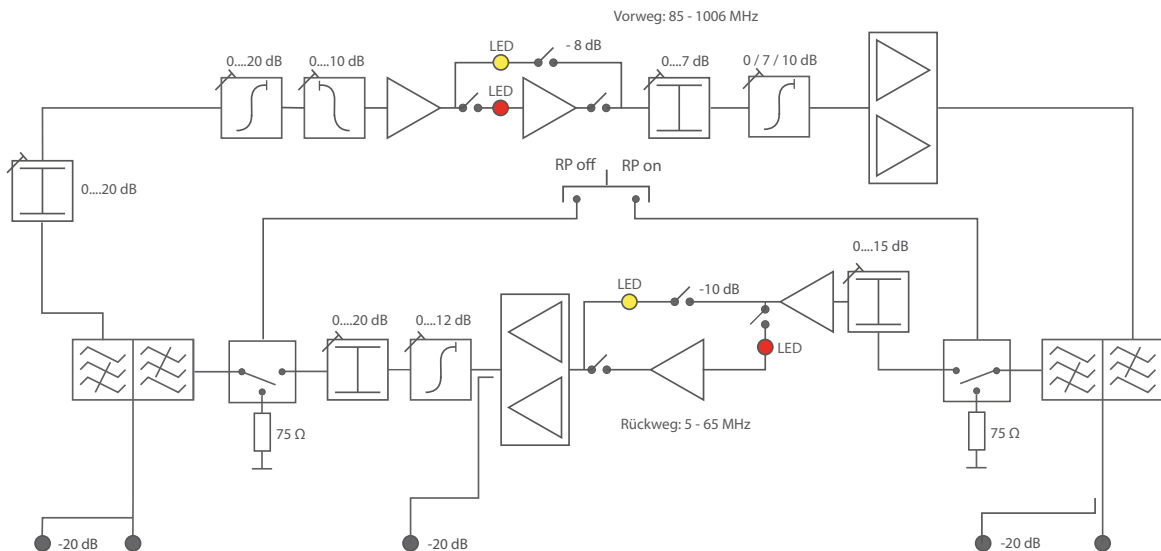 Vorweg: 85 - 1006 MHz
LED
- 8 dB
0....20 dB
0....10 dB
LED
0....7 dB
0 / 7 / 10 dB
0....20 dB
RP off
RP on
0....15 dB
LED
-10 dB
0....20 dB
0....12 dB
LED
Rückweg: 5 - 65 MHz
75 Ω
75 Ω
-20 dB
-20 dB
-20 dB